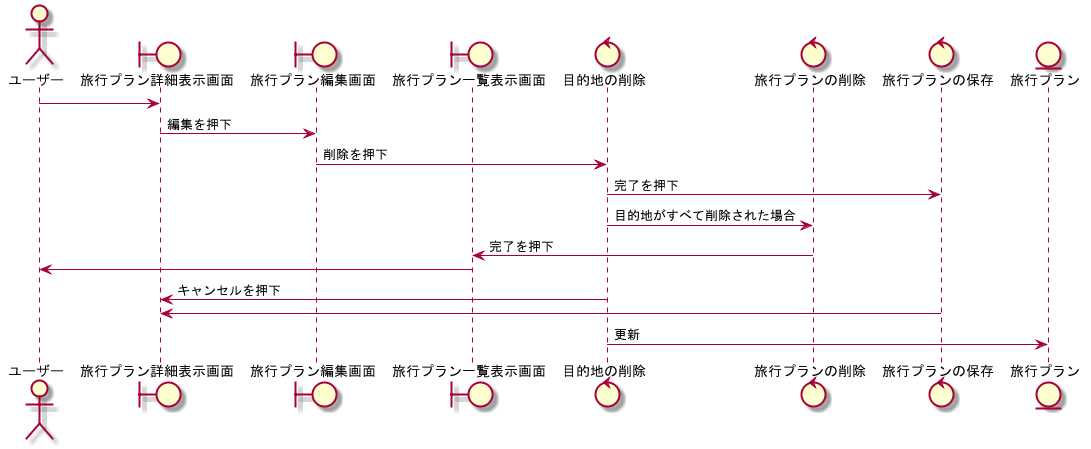 ユーザー 旅行プラン詳細表示画面 旅行プラン編集画面 旅行プラン一覧表示画面 目的地の削除 旅行プランの削除 旅行プランの保存 旅行プラン
編集を押下
削除を押下
完了を押下
目的地がすべて削除された場合
完了を押下
キャンセルを押下
更新
ユーザー 旅行プラン詳細表示画面 旅行プラン編集画面 旅行プラン一覧表示画面 目的地の削除 旅行プランの削除 旅行プランの保存 旅行プラン